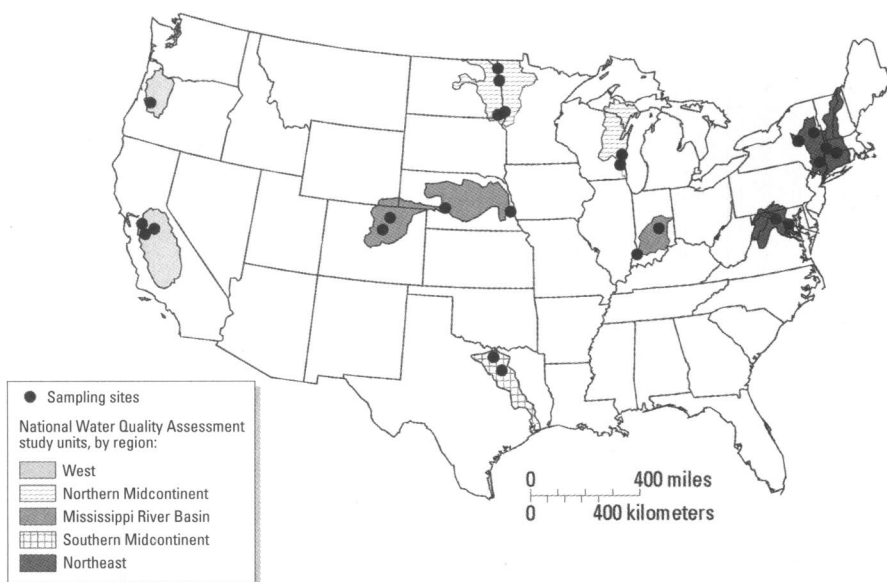 Sampling sites
National Water Quality Assessment
study units, by region:
West
Northern Midcontinent
Mississippi River Basin
Southern Midcontinent
Northeast
0 400 miles
0 400 kilometers